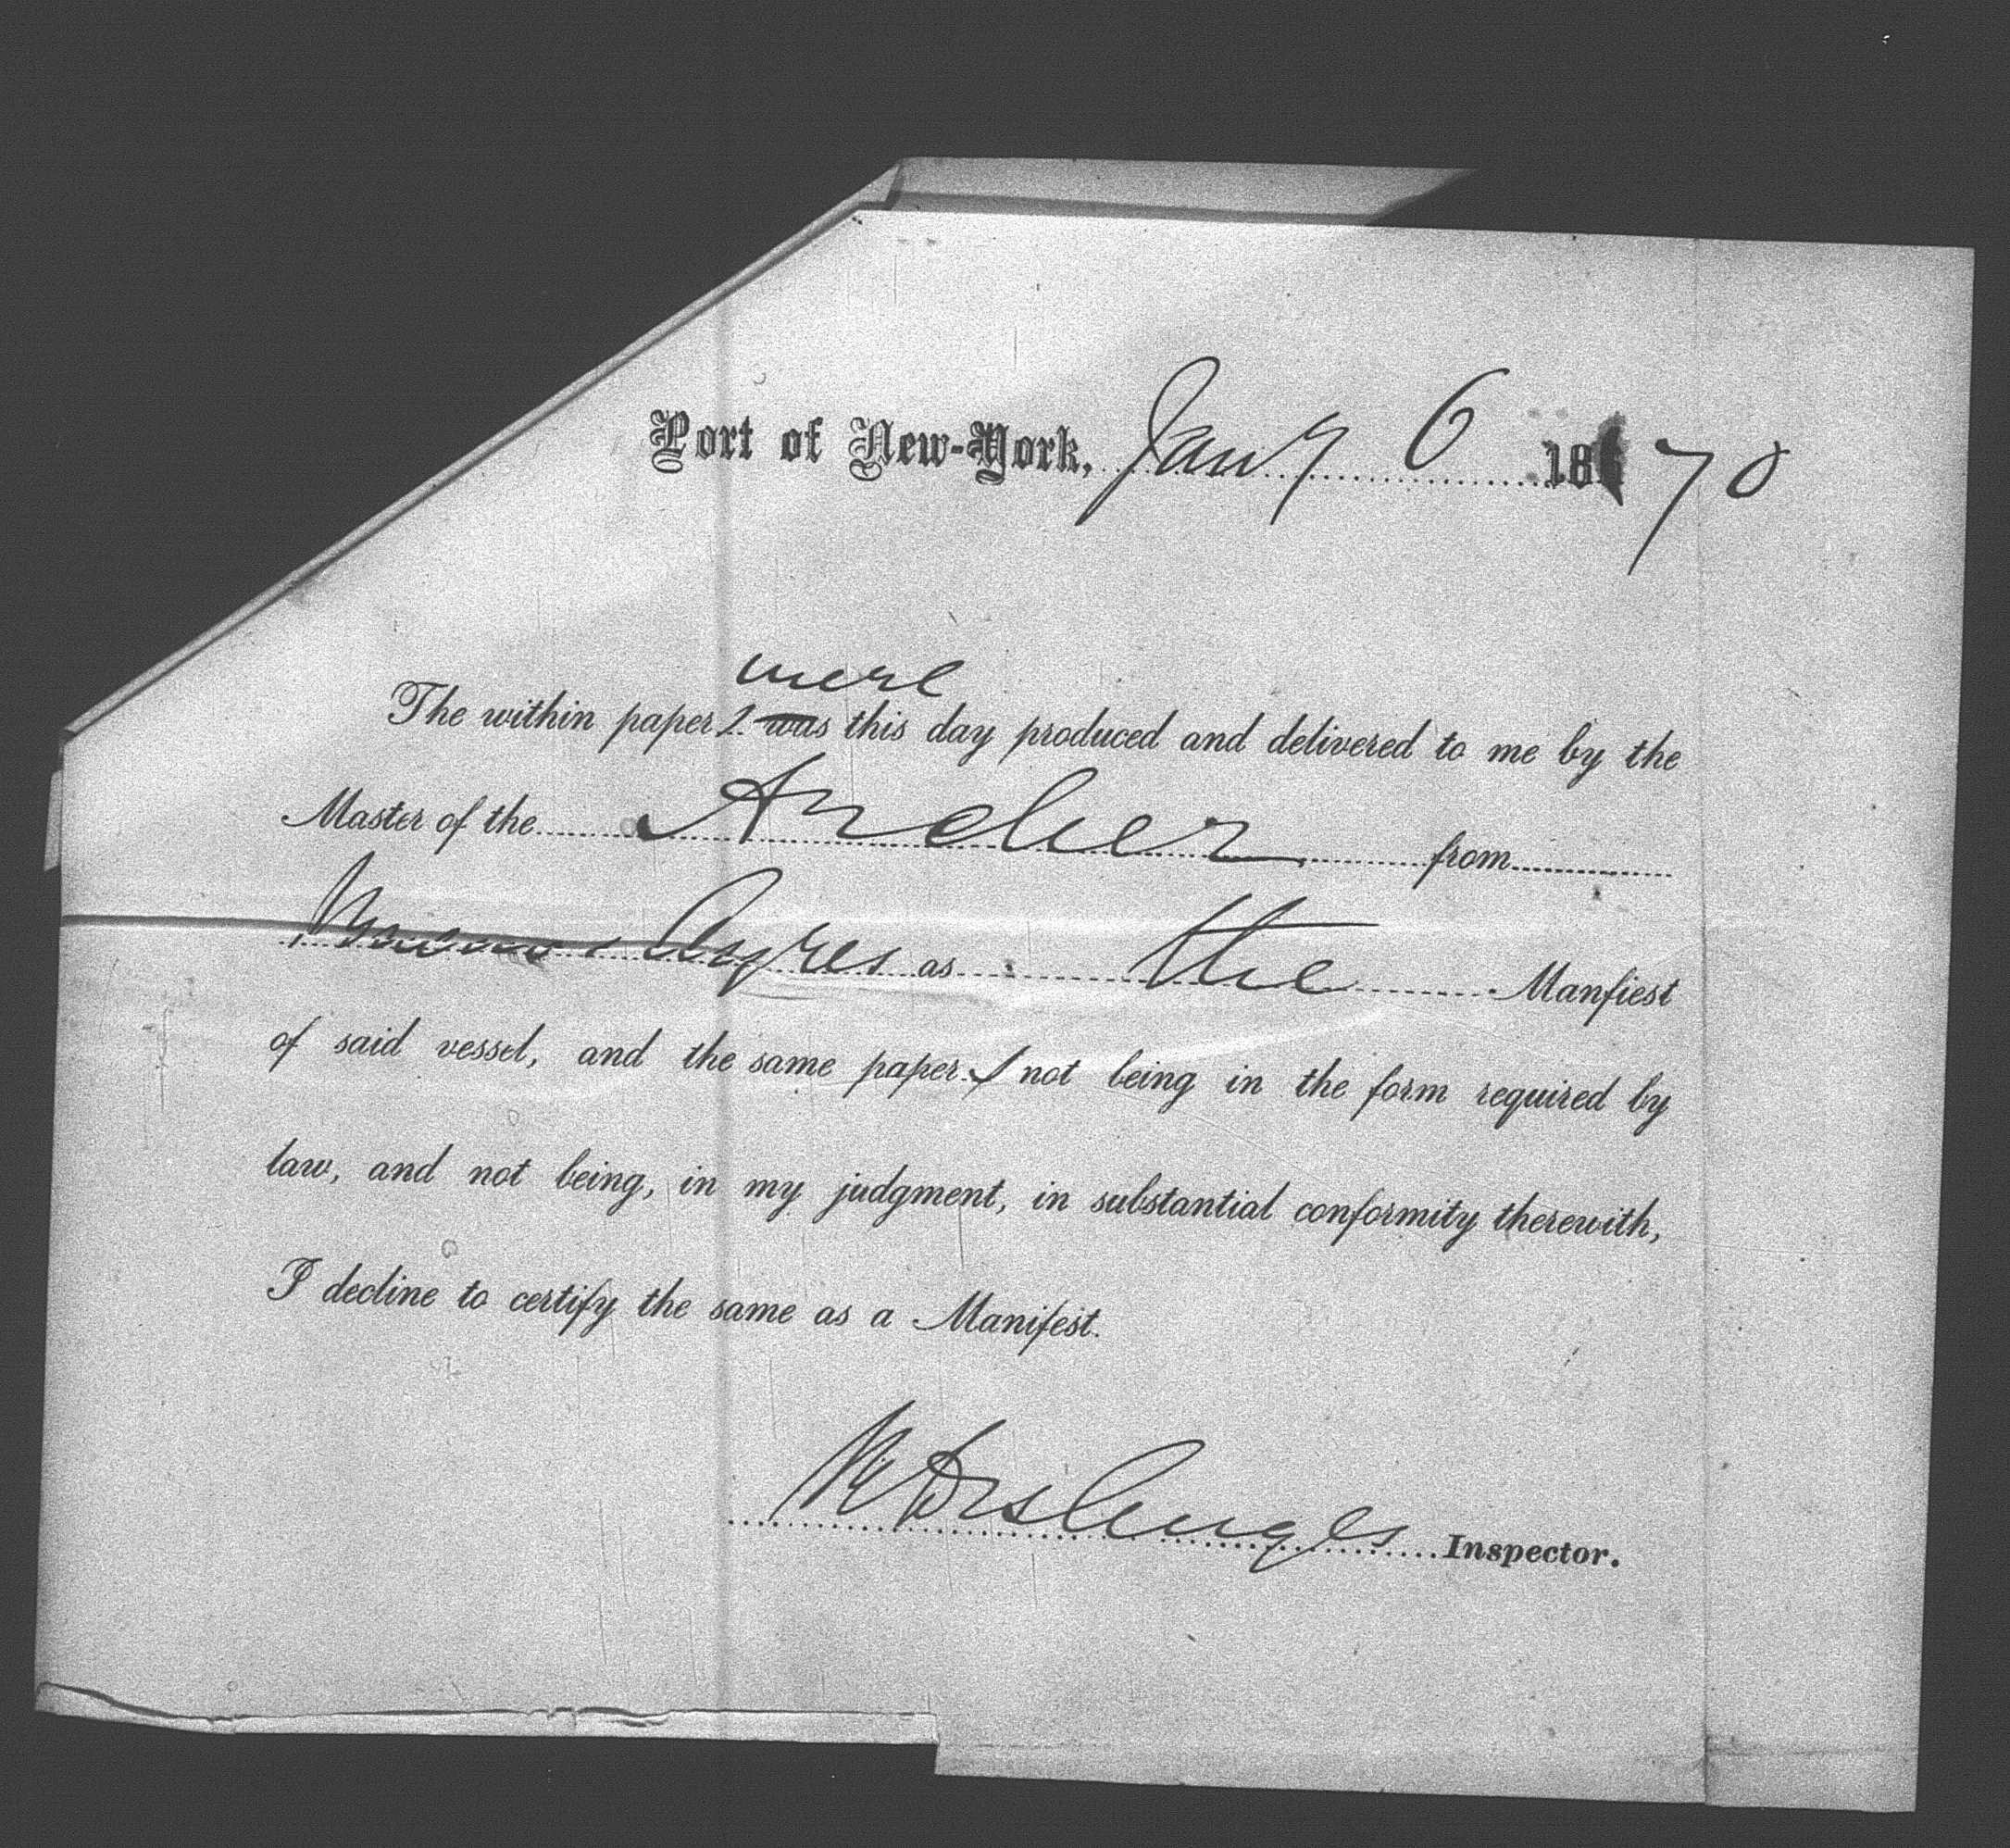 Port of New-York, Jany 6 1870
were
The within papers was this day produced and delivered to me by the
Master of the Archer from
Buenos Ayres as the Manfiest
of said vessel, and the same papers not being in the form required by
law, and not being, in my judgment, in substantial conformity therewith,
I decline to certify the same as a Manifest.
Inspector.